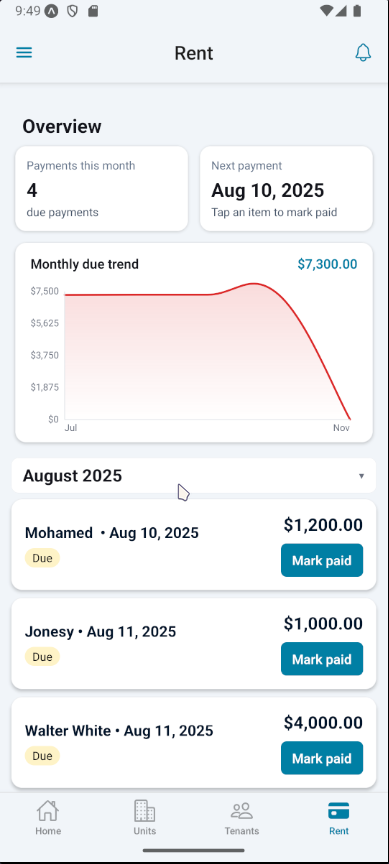 9:49
Rent
Overview
Payments this month
4
due payments
Next payment
Aug 10, 2025
Tap an item to mark paid
Monthly due trend
$7,300.00
$7,500
$5,625
$3,750
$1,875
$0
Jul
Nov
August 2025
Mohamed • Aug 10, 2025
$1,200.00
Due
Mark paid
Jonesy • Aug 11, 2025
$1,000.00
Due
Mark paid
Walter White • Aug 11, 2025
$4,000.00
Due
Mark paid
Home
Units
Tenants
Rent